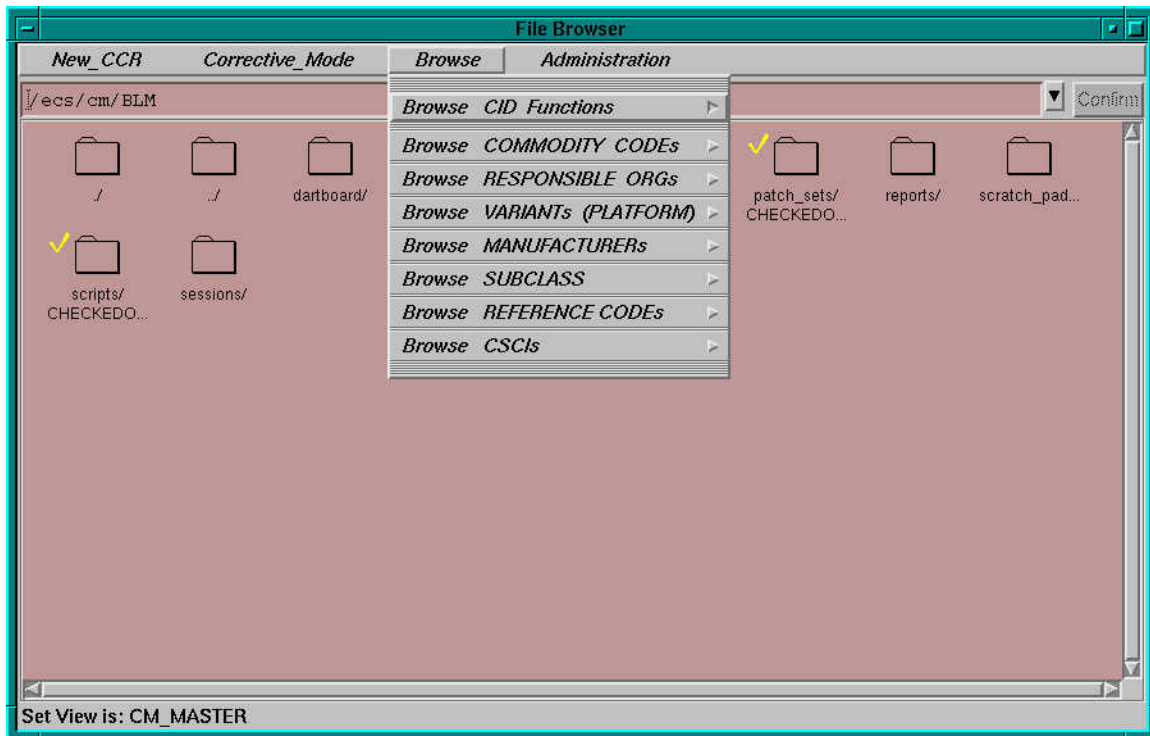 File Browser
New_CCR Corrective_Mode Browse Administration
/ecs/cm/BLM Confirm
Browse CID Functions
Browse COMMODITY CODEs
Browse RESPONSIBLE ORGs
Browse VARIANTs (PLATFORM)
Browse MANUFACTURERs
Browse SUBCLASS
Browse REFERENCE CODEs
Browse CSCIs
./ ../ dartboard/ patch_sets/ reports/ scratch_pad...
CHECKEDO...
scripts/ sessions/
CHECKEDO...
Set View is: CM_MASTER